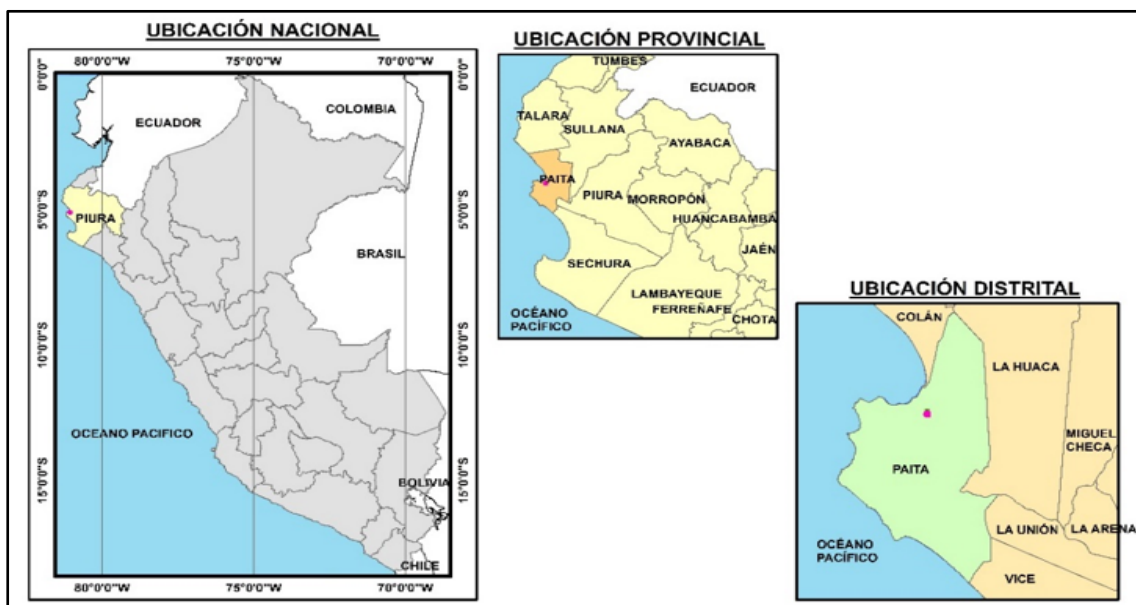 UBICACIÓN NACIONAL
80°0'0"W
75°0'0"W
70°0'0"W
0°0'0"
0°0'0"
COLOMBIA
ECUADOR
5°0'0"S
PIURA
5°0'0"S
BRASIL
10°0'0"S
10°0'0"S
OCEANO PACIFICO
15°0'0"S
BOLIVIA
15°0'0"S
CHILE
80°0'0"W
75°0'0"W
70°0'0"W
UBICACIÓN PROVINCIAL
TUMBES
ECUADOR
TALARA
SULLANA
AYABACA
PAITA
PIURA
MORROPÓN
HUANCABAMBA
JAÉN
SECHURA
LAMBAYEQUE
FERREÑAFE
OCÉANO
PACÍFICO
CHOTA
UBICACIÓN DISTRITAL
COLÁN
LA HUACA
MIGUEL
CHECA
PAITA
LA UNIÓN
LA ARENA
OCÉANO
PACÍFICO
VICE